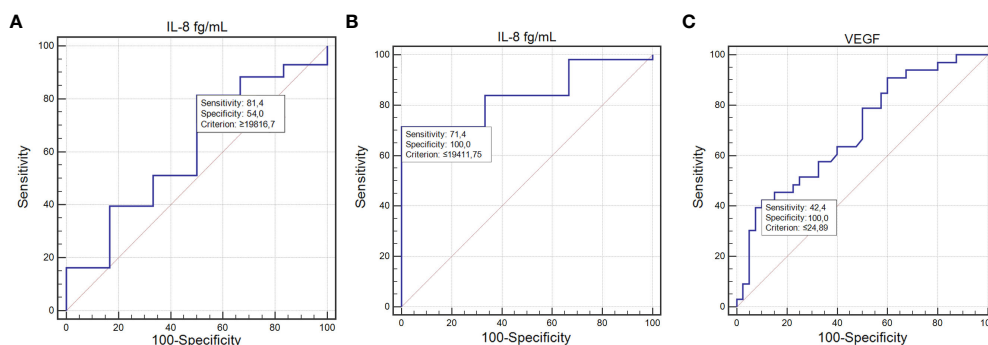 A
IL-8 fg/mL
100
80
60
40
20
0
Sensitivity
Sensitivity: 81,4
Specificity: 54,0
Criterion: ≥19816,7
0 20 40 60 80 100
100-Specificity
B
IL-8 fg/mL
100
80
60
40
20
0
Sensitivity
Sensitivity: 71,4
Specificity: 100,0
Criterion: ≤19411,75
0 20 40 60 80 100
100-Specificity
C
VEGF
100
80
60
40
20
0
Sensitivity
Sensitivity: 42,4
Specificity: 100,0
Criterion: ≤24,89
0 20 40 60 80 100
100-Specificity